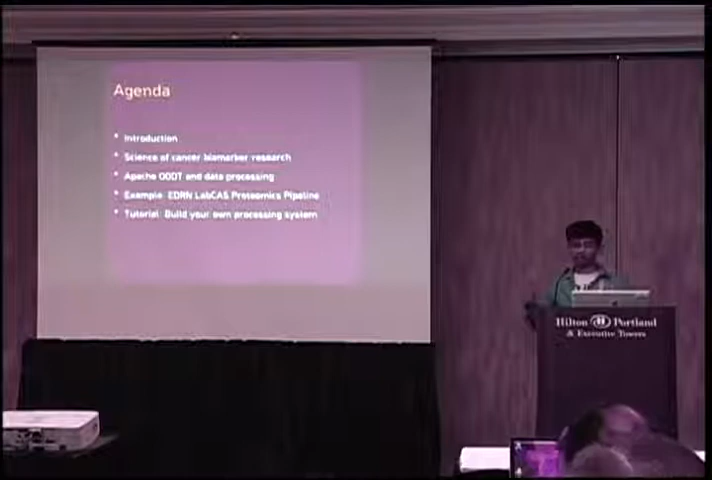 Agenda
Introduction
Science of cancer biomarker research
Apache OODT and data processing
Example: EDRN LabCAS Proteomics Pipeline
Tutorial: Build your own processing system
Hilton Portland
& Executive Towers